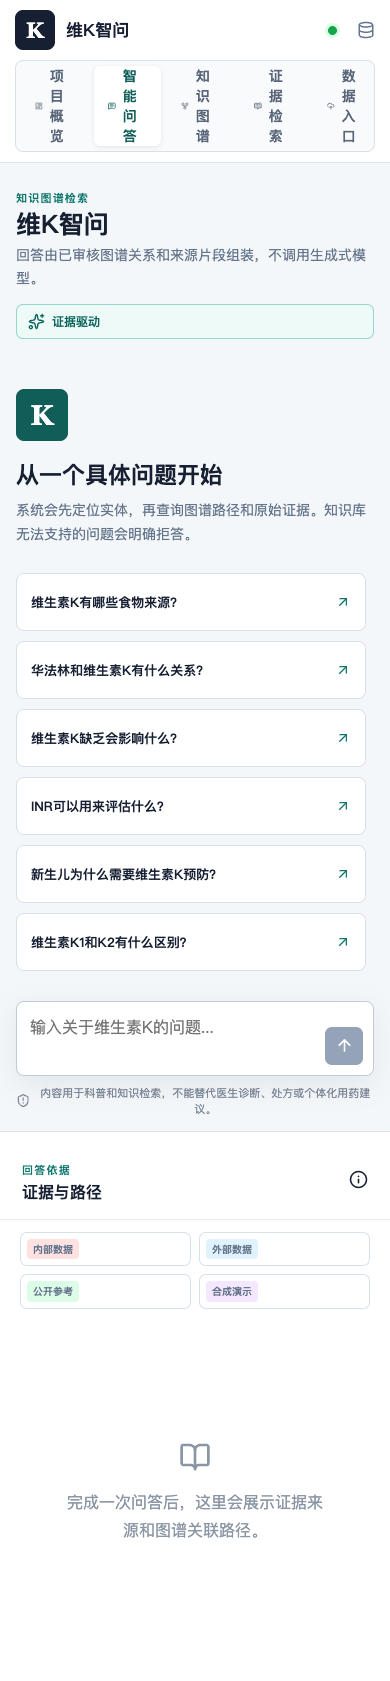 K
维K智问
项目概览
智能问答
知识图谱
证据检索
数据入口
知识图谱检索
维K智问
回答由已审核图谱关系和来源片段组装，不调用生成式模
型。
证据驱动
K
从一个具体问题开始
系统会先定位实体，再查询图谱路径和原始证据。知识库
无法支持的问题会明确拒答。
维生素K有哪些食物来源?
华法林和维生素K有什么关系?
维生素K缺乏会影响什么?
INR可以用来评估什么?
新生儿为什么需要维生素K预防?
维生素K1和K2有什么区别?
输入关于维生素K的问题...
内容用于科普和知识检索，不能替代医生诊断、处方或个体化用药建
议。
回答依据
证据与路径
内部数据
外部数据
公开参考
合成演示
完成一次问答后，这里会展示证据来
源和图谱关联路径。